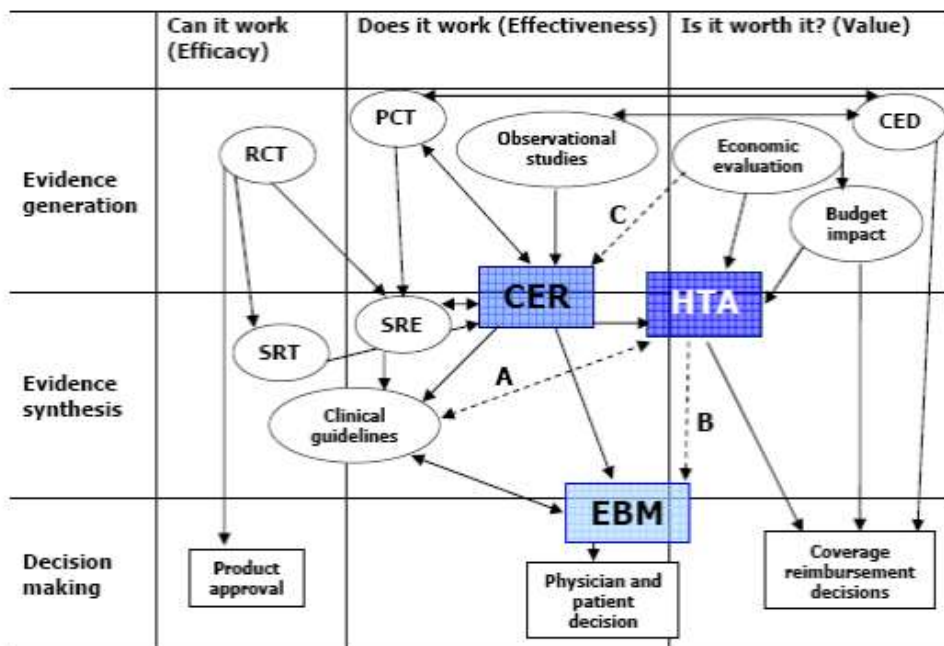 Can it work
(Efficacy)
Does it work (Effectiveness)
Is it worth it? (Value)
Evidence
generation
RCT
PCT
Observational
studies
Economic
evaluation
CED
Budget
impact
C
CER
HTA
Evidence
synthesis
SRT
SRE
A
B
Clinical
guidelines
EBM
Decision
making
Product
approval
Physician and
patient
decision
Coverage
reimbursement
decisions